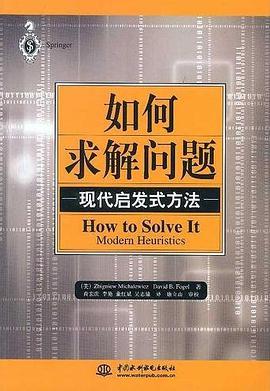 Springer
如何
求解问题
现代启发式方法
How to Solve It
Modern Heuristics
(美) Zbigniew Michalewicz David B. Fogel
曹宏庆 李艳 董红斌 吴志健 译 康立山 审校
中国水利水电出版社
www.waterpub.com.cn